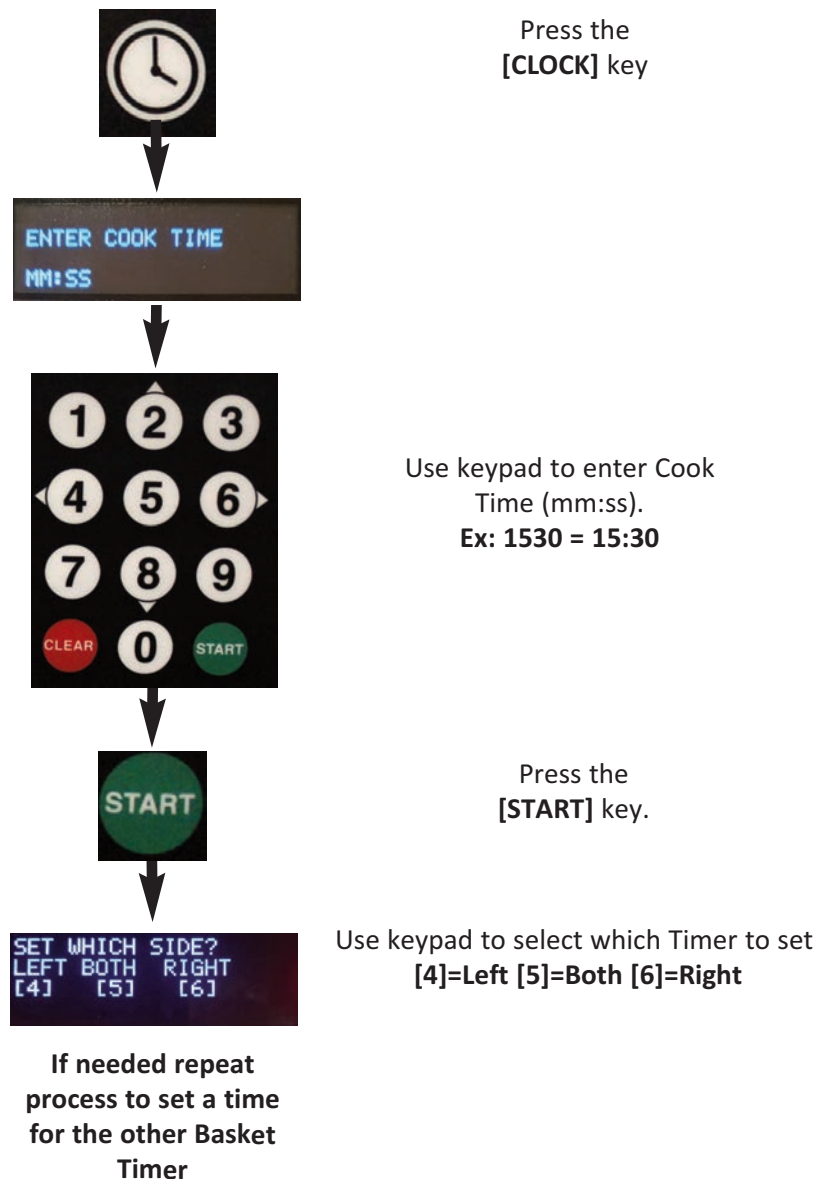 Press the
[CLOCK] key
ENTER COOK TIME
MM:SS
1 2 3
4 5 6
7 8 9
CLEAR 0 START
Use keypad to enter Cook
Time (mm:ss).
Ex: 1530 = 15:30
START
Press the
[START] key.
SET WHICH SIDE?
LEFT BOTH RIGHT
[4] [5] [6]
Use keypad to select which Timer to set
[4]=Left [5]=Both [6]=Right
If needed repeat
process to set a time
for the other Basket
Timer